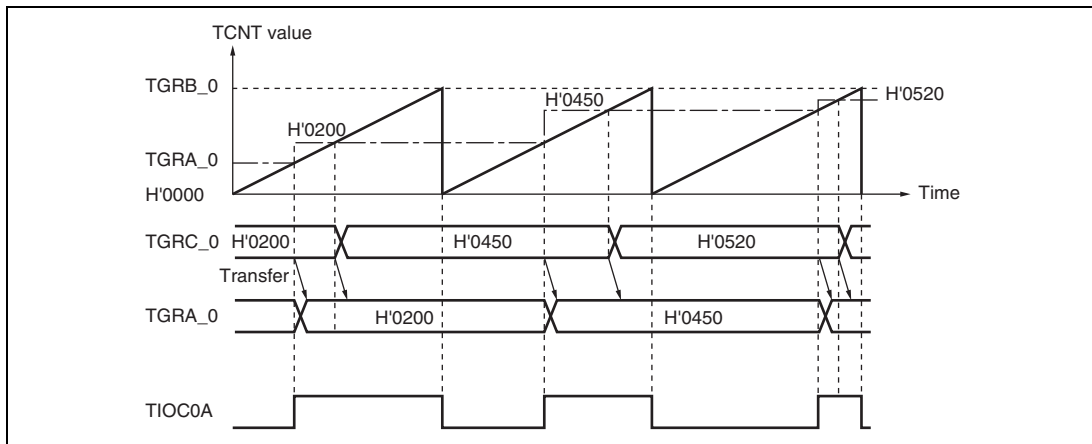 TCNT value
TGRB_0
H'0520
H'0450
H'0200
TGRA_0
H'0000
Time
TGRC_0
H'0200
H'0450
H'0520
Transfer
TGRA_0
H'0200
H'0450
TIOC0A